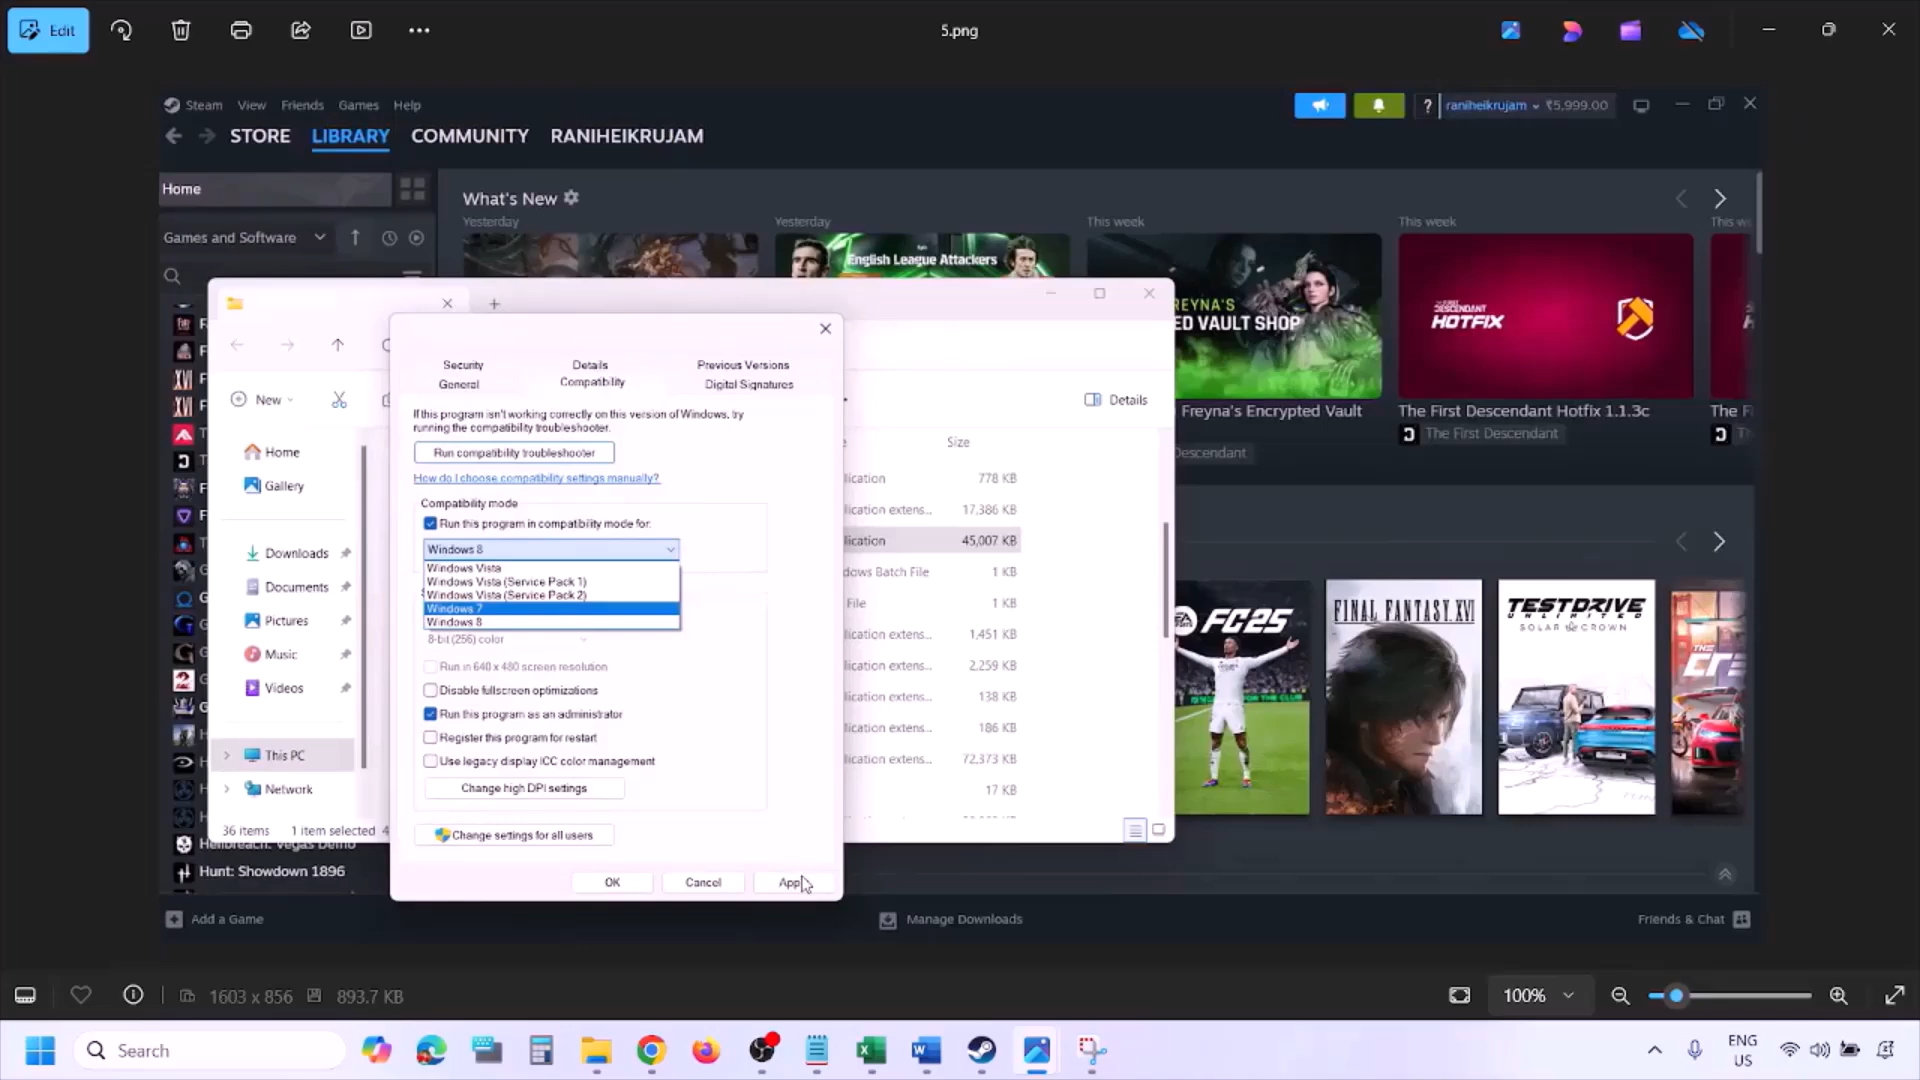 Edit
5.png
Steam View Friends Games Help
raniheikrujam
₹5,999.00
STORE LIBRARY COMMUNITY RANIHEIKRUJAM
Home
What's New
Yesterday
Yesterday
This week
This week
Games and Software
English League Attackers
REYNA'S
ED VAULT SHOP
THE FIRST
DESCENDANT
HOTFIX
Freyna's Encrypted Vault
The First Descendant Hotfix 1.1.3c
The First Descendant
Descendant
New
Details
Home
Gallery
Downloads
Documents
Pictures
Music
Videos
This PC
Network
36 items 1 item selected
Security Details Previous Versions
General Compatibility Digital Signatures
If this program isn't working correctly on this version of Windows, try
running the compatibility troubleshooter.
Run compatibility troubleshooter
How do I choose compatibility settings manually?
Compatibility mode
Run this program in compatibility mode for:
Windows 8
Windows Vista
Windows Vista (Service Pack 1)
Windows Vista (Service Pack 2)
Windows 7
Windows 8
8-bit (256) color
Run in 640 x 480 screen resolution
Disable fullscreen optimizations
Run this program as an administrator
Register this program for restart
Use legacy display ICC color management
Change high DPI settings
Change settings for all users
OK Cancel
Size
lication 778 KB
lication extens... 17,386 KB
lication 45,007 KB
dows Batch File 1 KB
File 1 KB
lication extens... 1,451 KB
lication extens... 2,259 KB
lication extens... 138 KB
lication extens... 186 KB
lication extens... 72,373 KB
17 KB
EA SPORTS FC25
FINAL FANTASY XVI
TESTDRIVE
UNLIMITED
SOLAR CROWN
THE
Hellbreach: Vegas Demo
Hunt: Showdown 1896
Add a Game
Manage Downloads
Friends & Chat
1603 x 856
893.7 KB
100%
Search
ENG
US